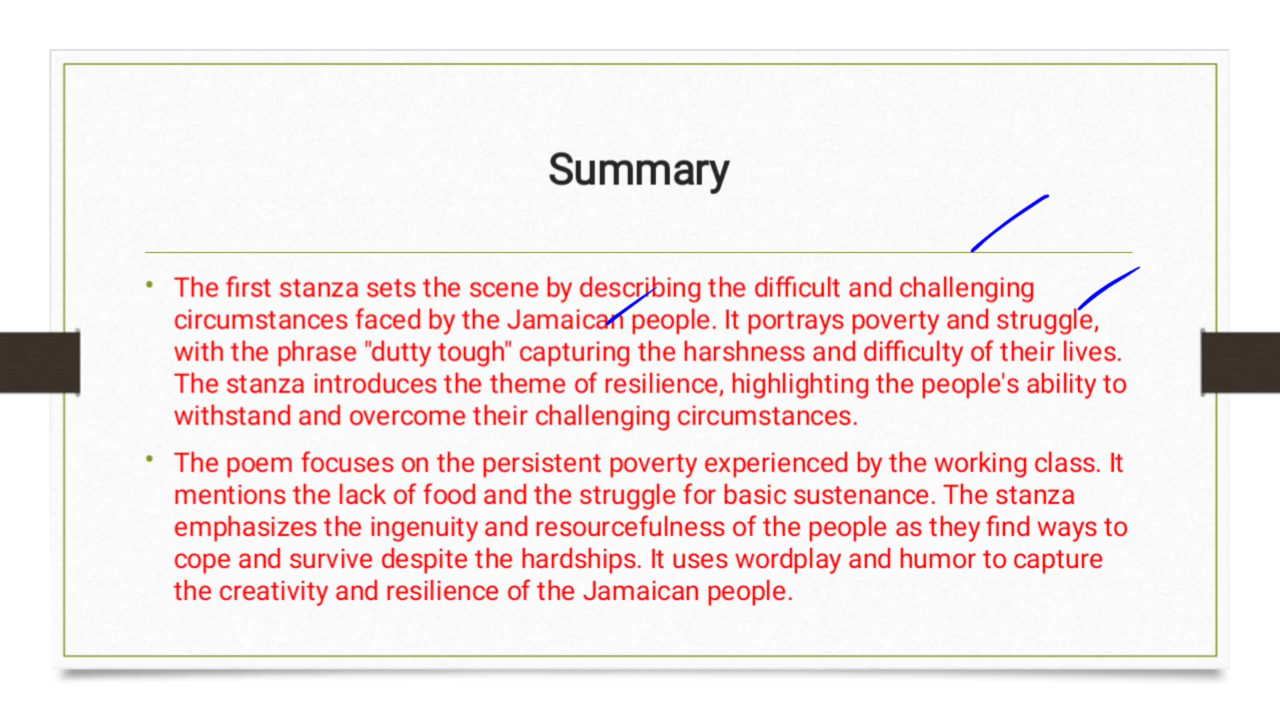 Summary
• The first stanza sets the scene by describing the difficult and challenging
circumstances faced by the Jamaican people. It portrays poverty and struggle,
with the phrase "dutty tough" capturing the harshness and difficulty of their lives.
The stanza introduces the theme of resilience, highlighting the people's ability to
withstand and overcome their challenging circumstances.
• The poem focuses on the persistent poverty experienced by the working class. It
mentions the lack of food and the struggle for basic sustenance. The stanza
emphasizes the ingenuity and resourcefulness of the people as they find ways to
cope and survive despite the hardships. It uses wordplay and humor to capture
the creativity and resilience of the Jamaican people.